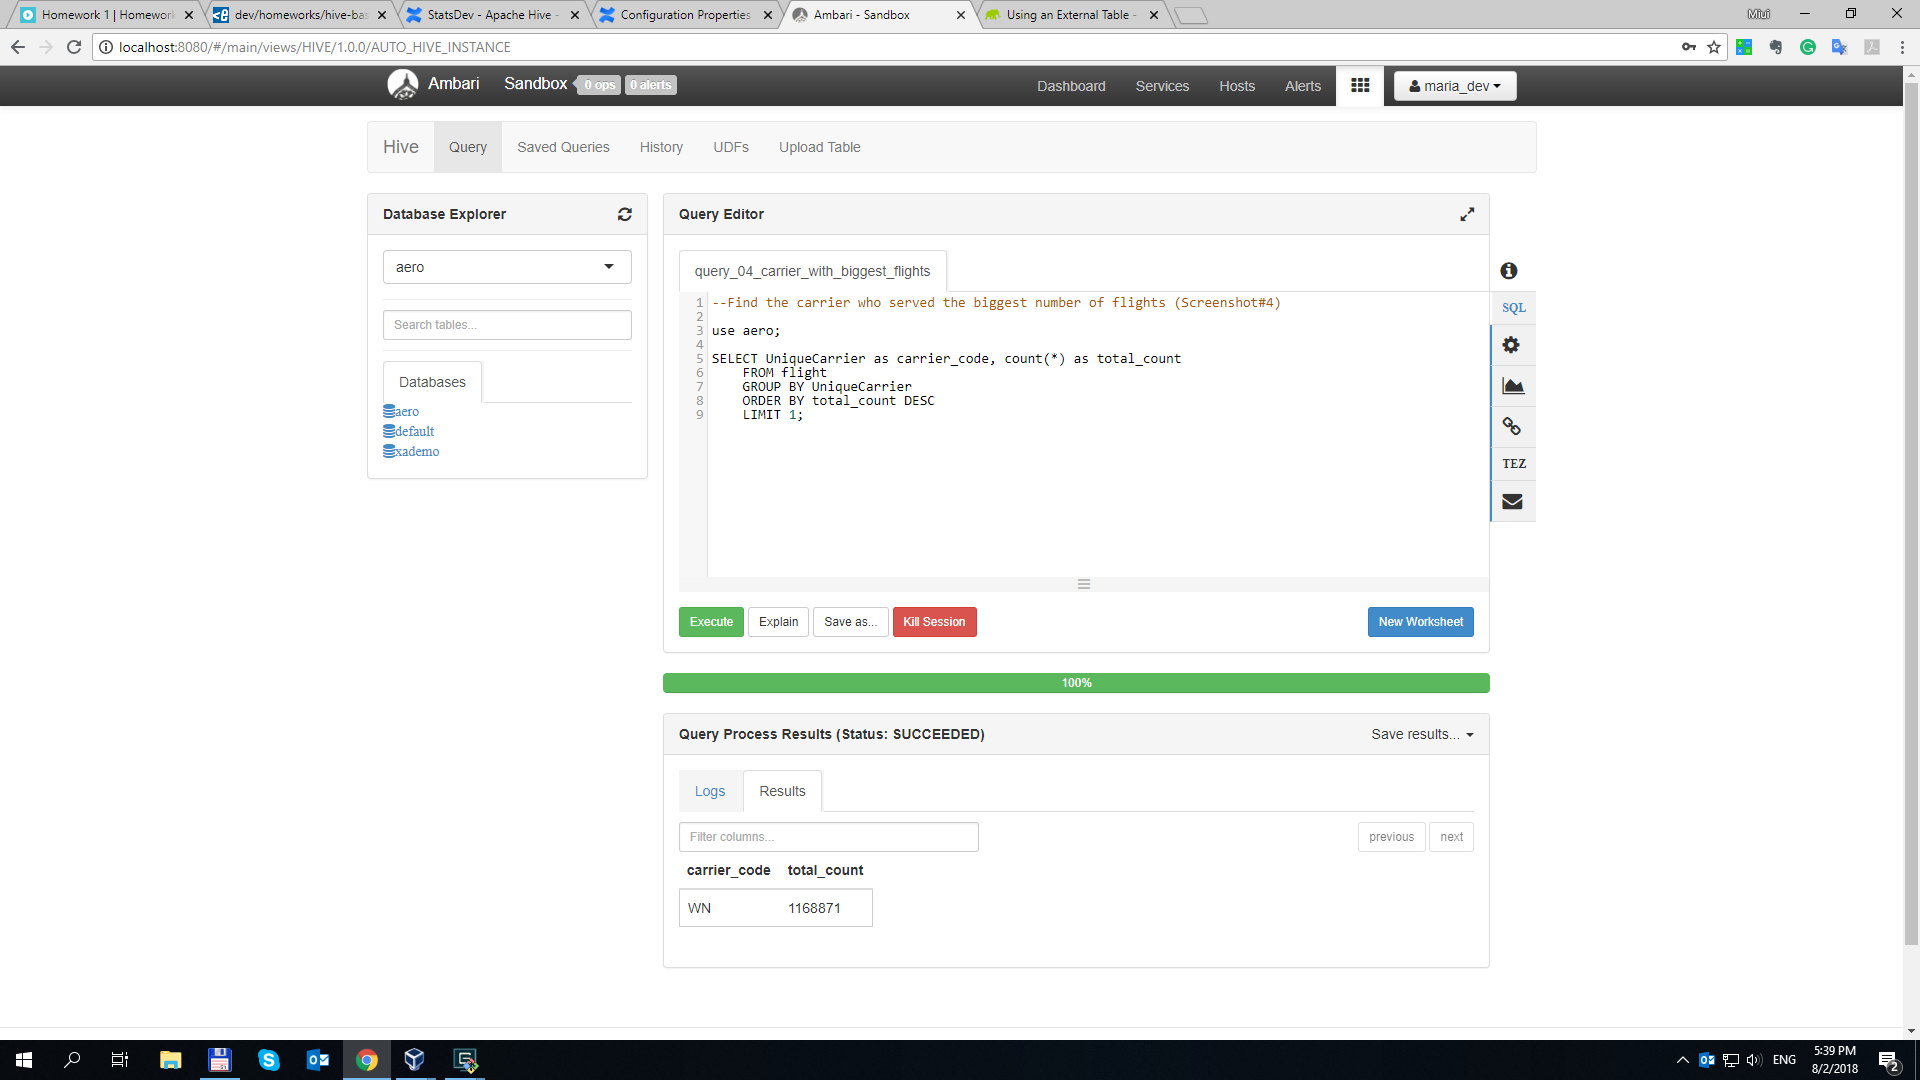 Homework 1 | Homework
dev/homeworks/hive-bas
StatsDev - Apache Hive -
Configuration Properties
Ambari - Sandbox
Using an External Table -
Miui
localhost:8080/#/main/views/HIVE/1.0.0/AUTO_HIVE_INSTANCE
Ambari Sandbox 0 ops 0 alerts
Dashboard Services Hosts Alerts maria_dev
Hive Query Saved Queries History UDFs Upload Table
Database Explorer
aero
Search tables...
Databases
aero
default
xademo
Query Editor
query_04_carrier_with_biggest_flights
1 --Find the carrier who served the biggest number of flights (Screenshot#4)
2
3 use aero;
4
5 SELECT UniqueCarrier as carrier_code, count(*) as total_count
6 FROM flight
7 GROUP BY UniqueCarrier
8 ORDER BY total_count DESC
9 LIMIT 1;
SQL
TEZ
Execute Explain Save as... Kill Session New Worksheet
100%
Query Process Results (Status: SUCCEEDED) Save results...
Logs Results
Filter columns... previous next
carrier_code total_count
WN 1168871
ENG
5:39 PM
8/2/2018
2